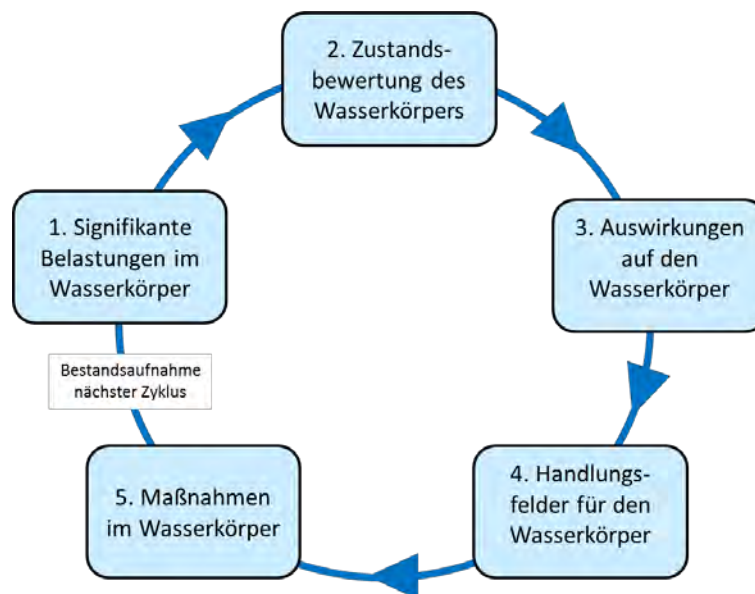 2. Zustands-
bewertung des
Wasserkörpers
1. Signifikante
Belastungen im
Wasserkörper
3. Auswirkungen
auf den
Wasserkörper
Bestandsaufnahme
nächster Zyklus
5. Maßnahmen
im Wasserkörper
4. Handlungs-
felder für den
Wasserkörper